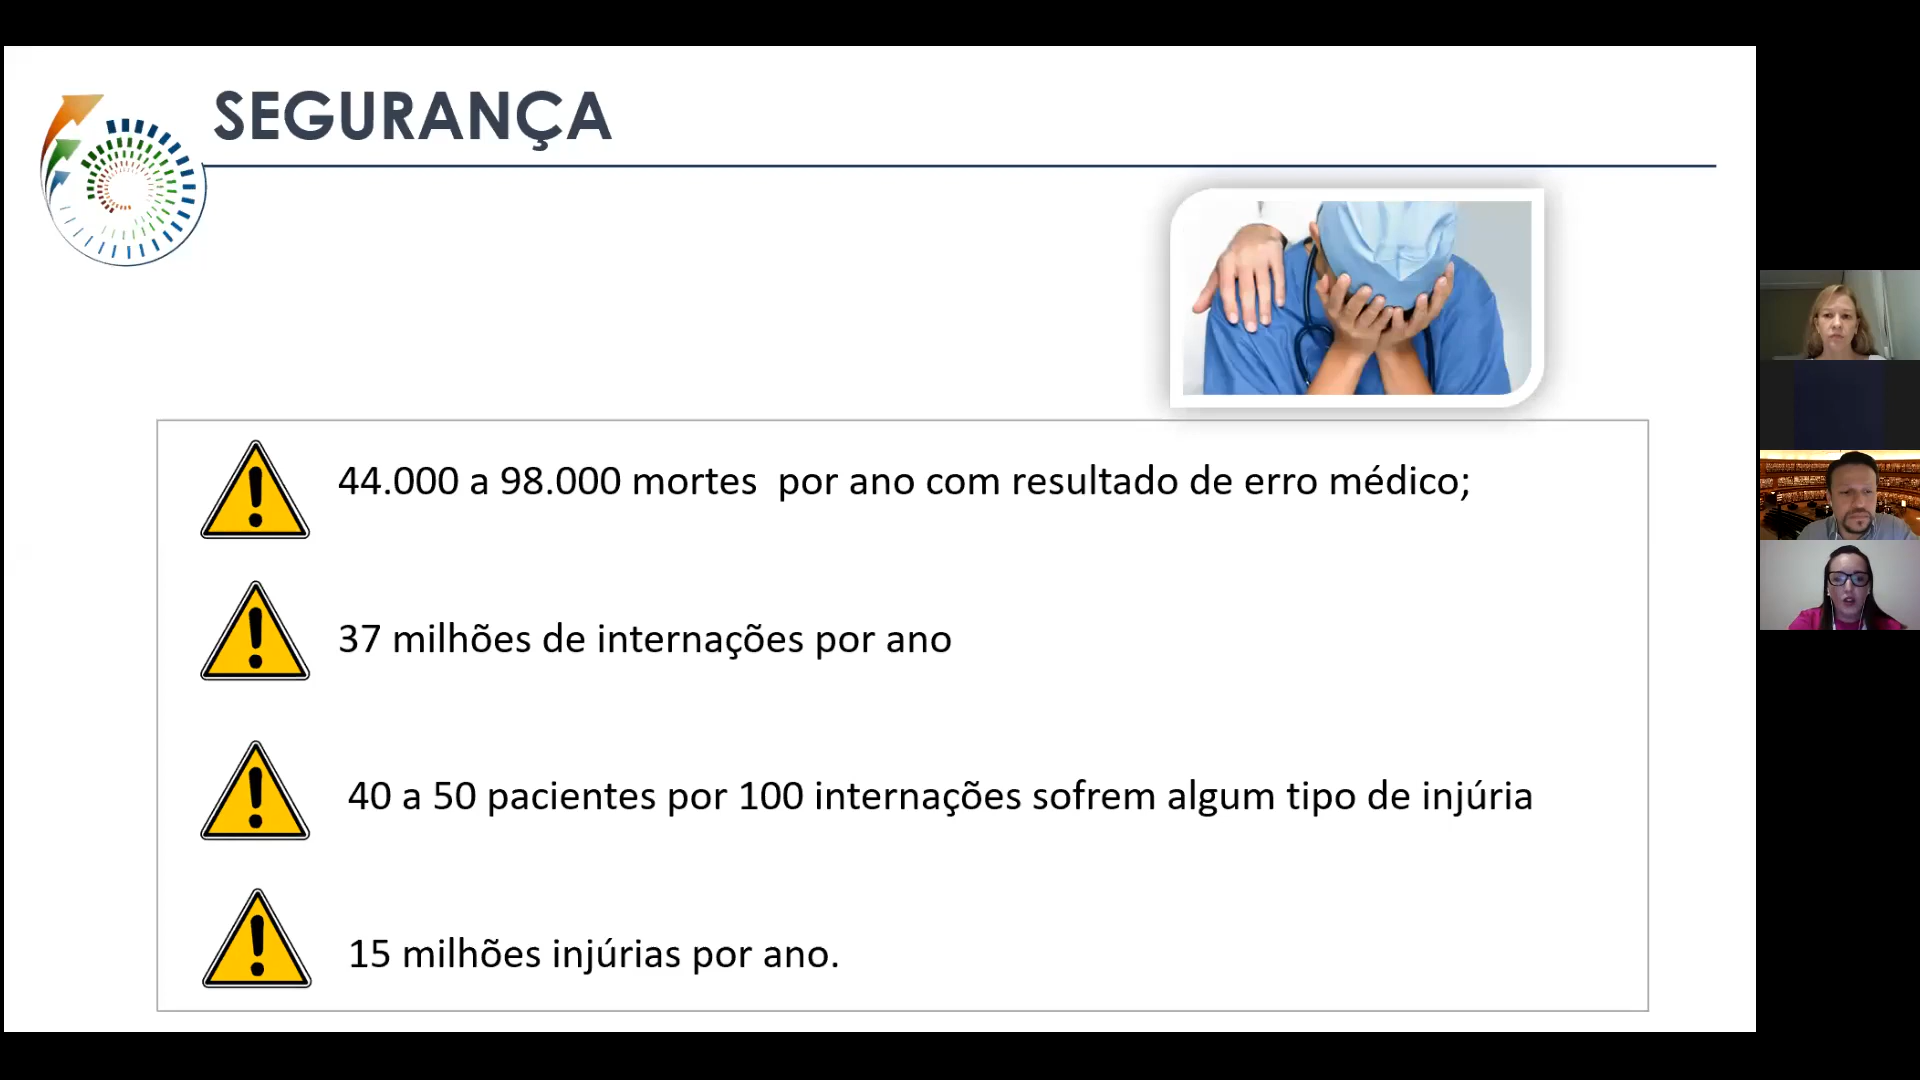 SEGURANÇA
44.000 a 98.000 mortes por ano com resultado de erro médico;
37 milhões de internações por ano
40 a 50 pacientes por 100 internações sofrem algum tipo de injúria
15 milhões injúrias por ano.